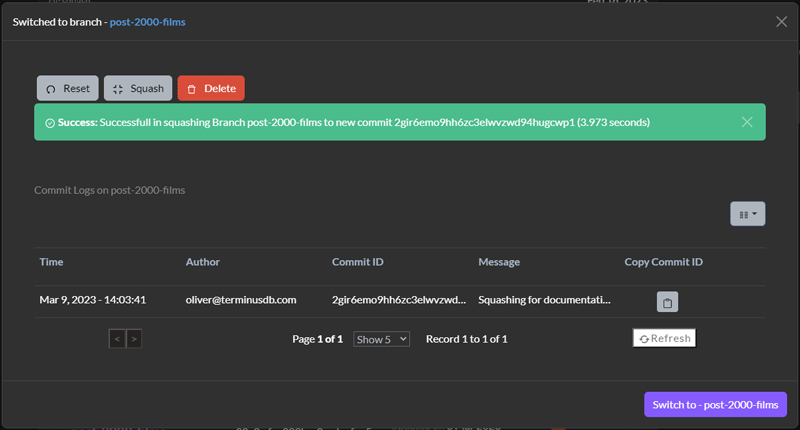 Switched to branch - post-2000-films
Reset Squash Delete
Success: Successfull in squashing Branch post-2000-films to new commit 2gir6emo9hh6zc3elwvzwd94hugcwp1 (3.973 seconds)
Commit Logs on post-2000-films
Time Author Commit ID Message Copy Commit ID
Mar 9, 2023 - 14:03:41 oliver@terminusdb.com 2gir6emo9hh6zc3elwvzwd... Squashing for documentati...
< > Page 1 of 1 Show 5 Record 1 to 1 of 1 Refresh
Switch to - post-2000-films